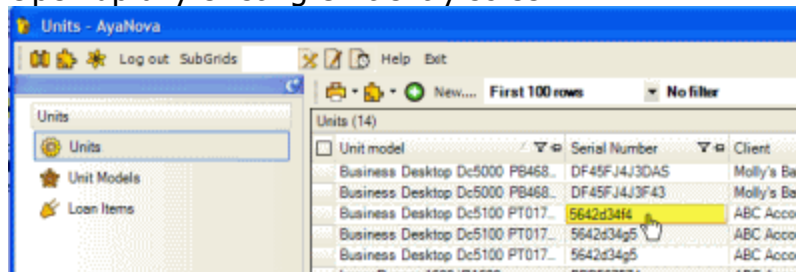 Units - AyaNova
Log out SubGrids Help Exit
New.... First 100 rows No filter
Units
Units (14)
Units
Unit Models
Loan Items
Unit model Serial Number Client
Business Desktop Dc5000 PB468... DF45FJ4J3DAS Molly's Ba
Business Desktop Dc5000 PB468... DF45FJ4J3F43 Molly's Ba
Business Desktop Dc5100 PT017... 5642d34f4 ABC Acco
Business Desktop Dc5100 PT017... 5642d34g5 ABC Acco
Business Desktop Dc5100 PT017... 5642d34g5 ABC Acco